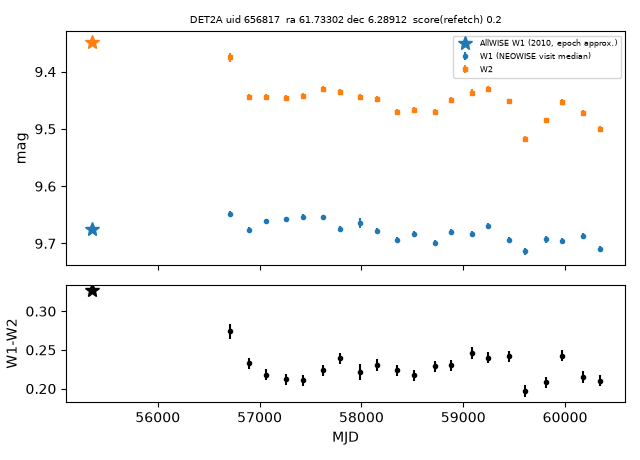 DET2A uid 656817  ra 61.73302 dec 6.28912  score(refetch) 0.2
AllWISE W1 (2010, epoch approx.)
W1 (NEOWISE visit median)
W2
9.4
9.5
9.6
9.7
mag
0.30
0.25
0.20
W1-W2
56000
57000
58000
59000
60000
MJD